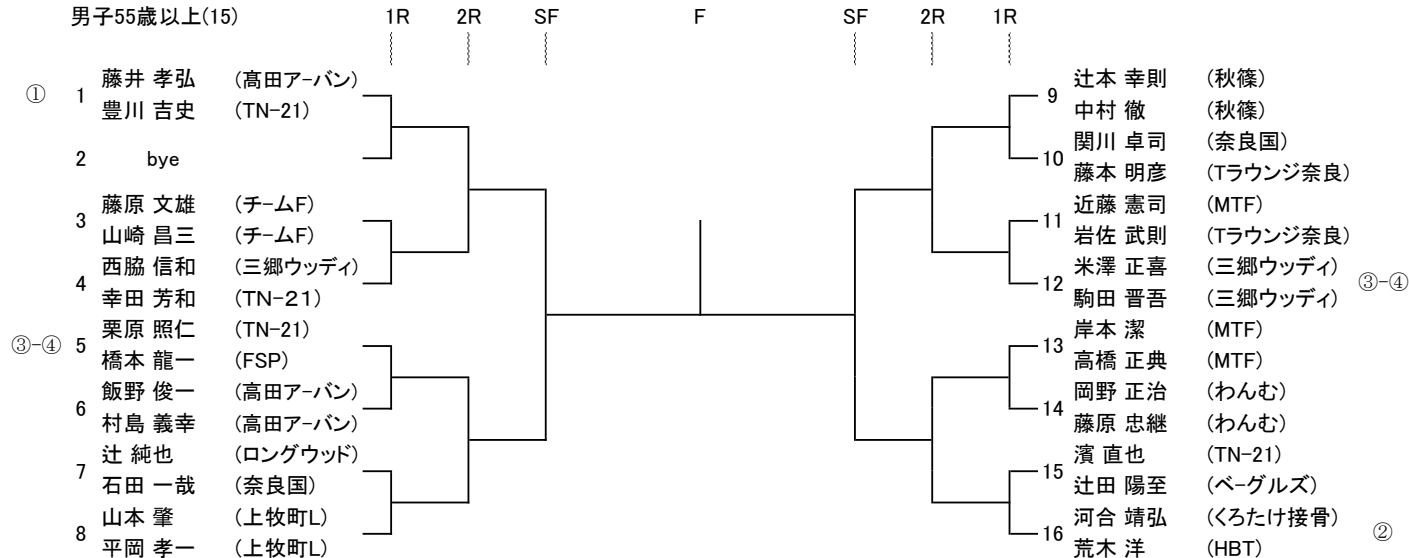 男子55歳以上(15)
1R 2R SF F SF 2R 1R
① 1 藤井 孝弘 (髙田アーバン)
豊川 吉史 (TN-21)
2 bye
3 藤原 文雄 (チームF)
山崎 昌三 (チームF)
4 西脇 信和 (三郷ウッディ)
幸田 芳和 (TN-21)
③-④ 5 栗原 照仁 (TN-21)
橋本 龍一 (FSP)
6 飯野 俊一 (高田アーバン)
村島 義幸 (高田アーバン)
7 辻 純也 (ロングウッド)
石田 一哉 (奈良国)
8 山本 肇 (上牧町L)
平岡 孝一 (上牧町L)
9 辻本 幸則 (秋篠)
中村 徹 (秋篠)
10 関川 卓司 (奈良国)
藤本 明彦 (Tラウンジ奈良)
11 近藤 憲司 (MTF)
岩佐 武則 (Tラウンジ奈良)
12 米澤 正喜 (三郷ウッディ) ③-④
駒田 晋吾 (三郷ウッディ)
13 岸本 潔 (MTF)
高橋 正典 (MTF)
14 岡野 正治 (わんむ)
藤原 忠継 (わんむ)
15 濱 直也 (TN-21)
辻田 陽至 (ベーグルズ)
16 河合 靖弘 (くろたけ接骨) ②
荒木 洋 (HBT)